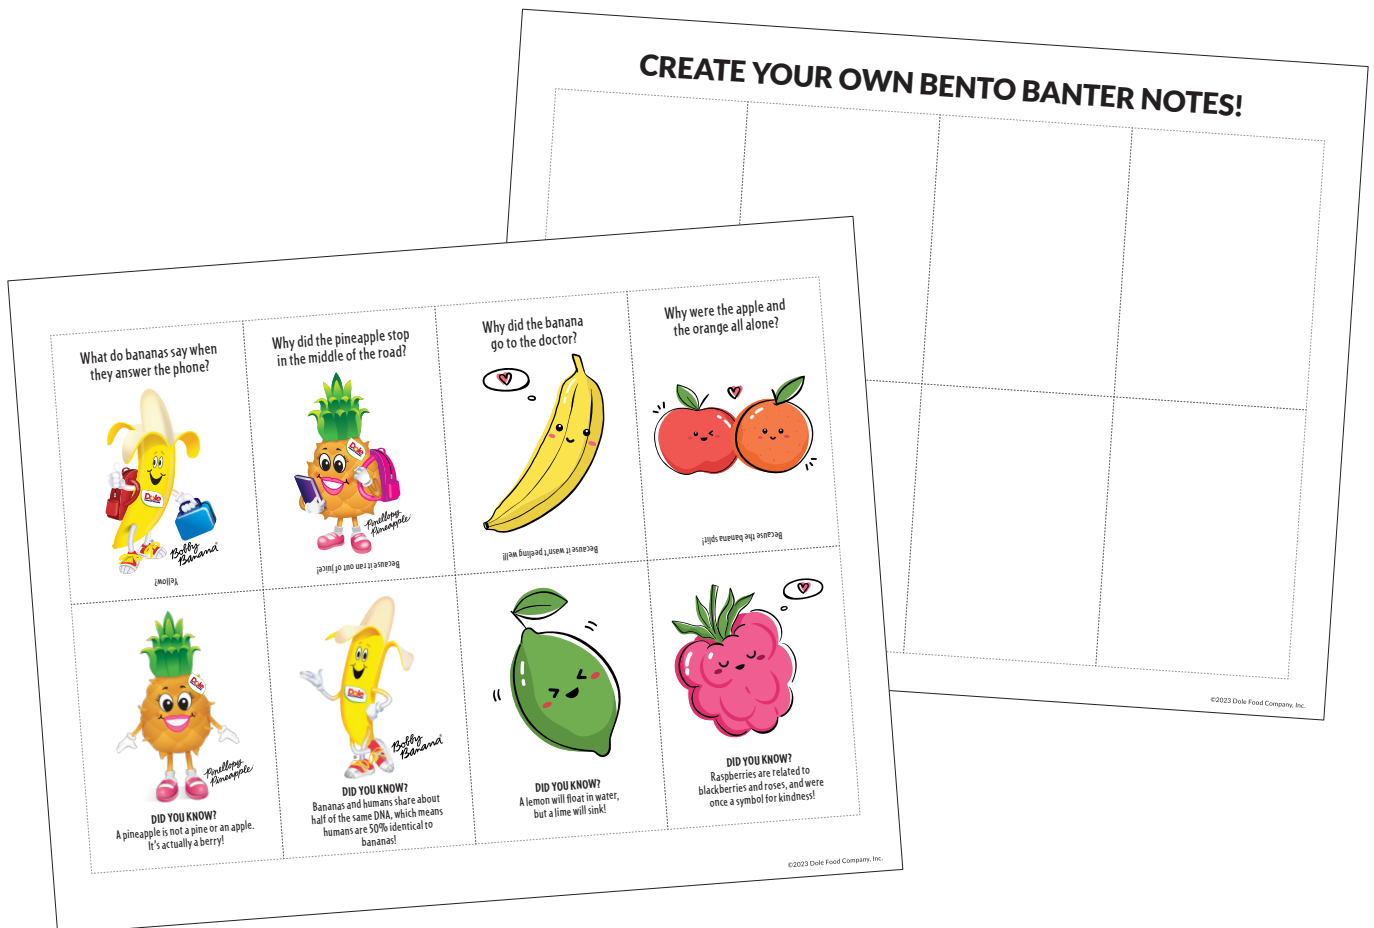 CREATE YOUR OWN BENTO BANTER NOTES!
©2023 Dole Food Company, Inc.
What do bananas say when
they answer the phone?
Dole
Bobby
Banana®
Yellow?
Why did the pineapple stop
in the middle of the road?
Dole
Pinellopy
Pineapple™
Because it ran out of juice!
Why did the banana
go to the doctor?
Because it wasn't peeling well!
Why were the apple and
the orange all alone?
Because the banana split!
Dole
Pinellopy
Pineapple™
DID YOU KNOW?
A pineapple is not a pine or an apple.
It's actually a berry!
Dole
Bobby
Banana®
DID YOU KNOW?
Bananas and humans share about
half of the same DNA, which means
humans are 50% identical to
bananas!
DID YOU KNOW?
A lemon will float in water,
but a lime will sink!
DID YOU KNOW?
Raspberries are related to
blackberries and roses, and were
once a symbol for kindness!
©2023 Dole Food Company, Inc.